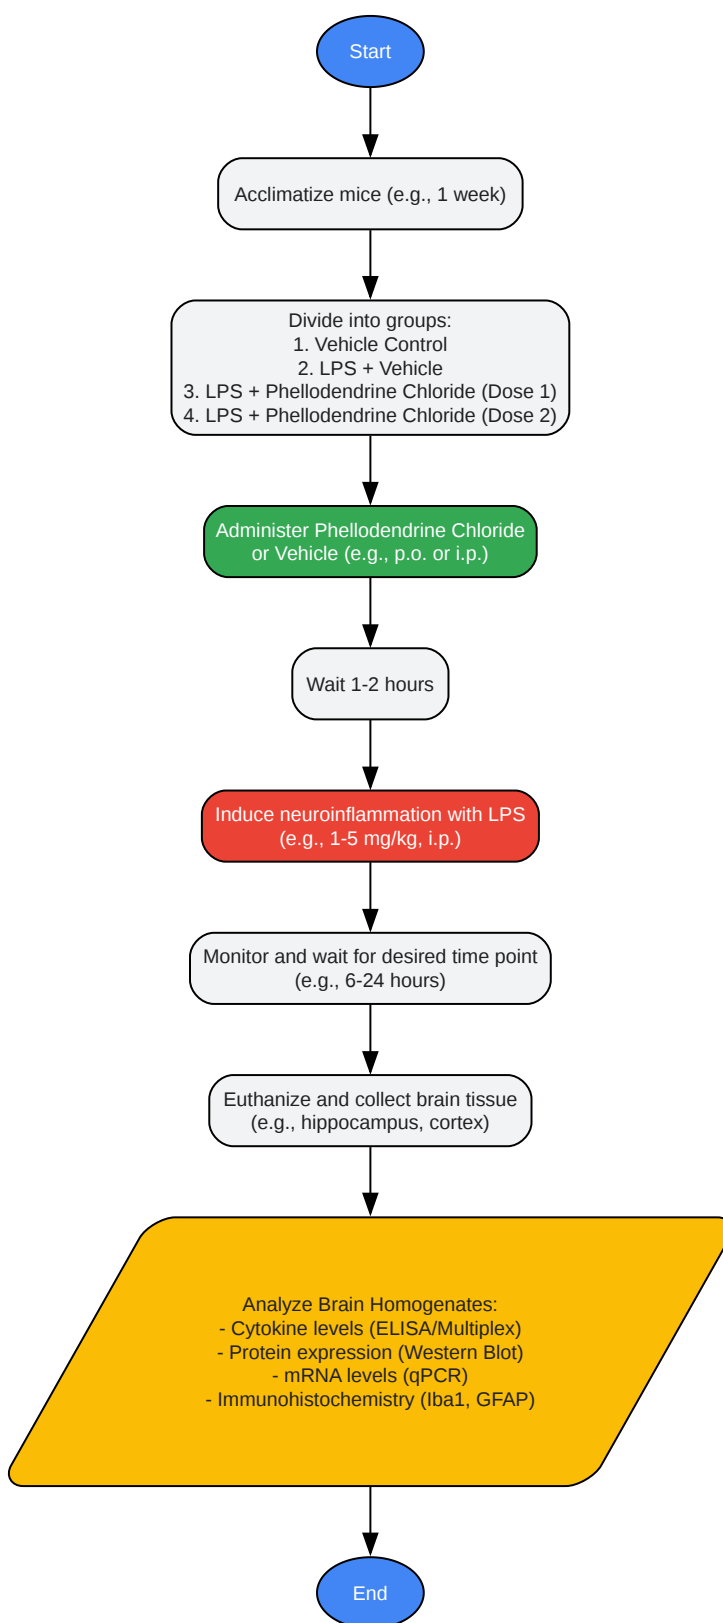 Start
Acclimatize mice (e.g., 1 week)
Divide into groups:
1. Vehicle Control
2. LPS + Vehicle
3. LPS + Phellodendrine Chloride (Dose 1)
4. LPS + Phellodendrine Chloride (Dose 2)
Administer Phellodendrine Chloride
or Vehicle (e.g., p.o. or i.p.)
Wait 1-2 hours
Induce neuroinflammation with LPS
(e.g., 1-5 mg/kg, i.p.)
Monitor and wait for desired time point
(e.g., 6-24 hours)
Euthanize and collect brain tissue
(e.g., hippocampus, cortex)
Analyze Brain Homogenates:
- Cytokine levels (ELISA/Multiplex)
- Protein expression (Western Blot)
- mRNA levels (qPCR)
- Immunohistochemistry (Iba1, GFAP)
End